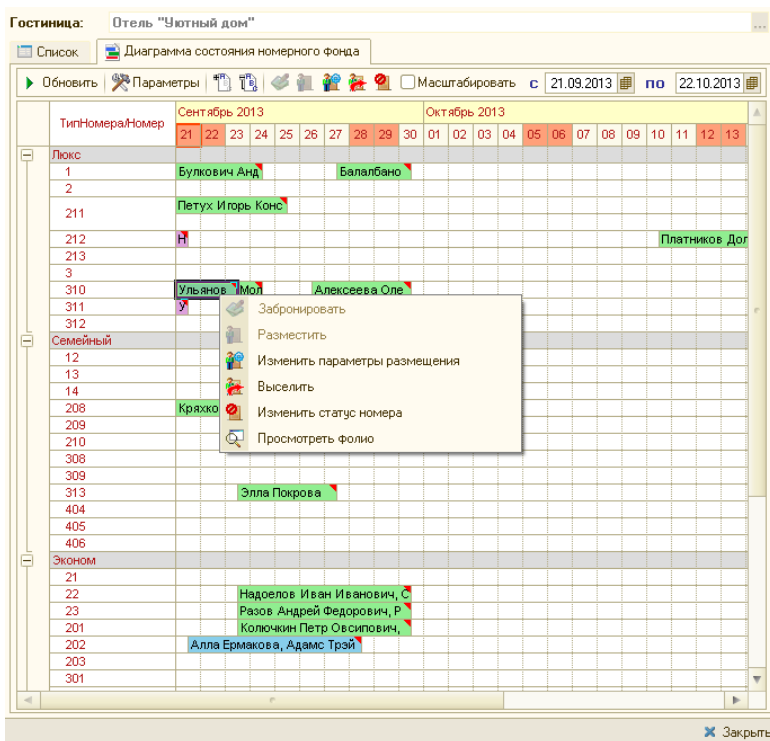 Гостиница: Отель "Уютный дом" ...
Список Диаграмма состояния номерного фонда
Обновить Параметры Масштабировать с 21.09.2013 по 22.10.2013
ТипНомера/Номер
Сентябрь 2013 Октябрь 2013
21 22 23 24 25 26 27 28 29 30 01 02 03 04 05 06 07 08 09 10 11 12 13
Люкс
1 Булкович Анд Балалбано
2
211 Петух Игорь Конс
212 Н Платников Дол
213
3
310 Ульянов Мол Алексеева Оле
311 У
312
Семейный
12
13
14
208 Кряхко
209
210
308
309
313 Элла Покрова
404
405
406
Забронировать
Разместить
Изменить параметры размещения
Выселить
Изменить статус номера
Просмотреть фолио
Эконом
21
22 Надоелов Иван Иванович, С
23 Разов Андрей Федорович, Р
201 Колючкин Петр Овсипович,
202 Алла Ермакова, Адамс Трэй
203
301
Закрыть